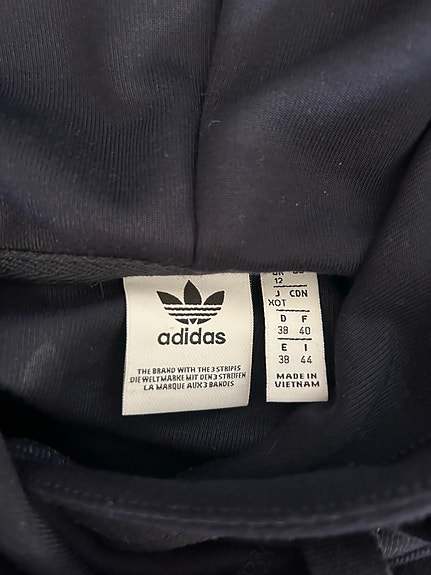 adidas
THE BRAND WITH THE 3 STRIPES
DIE WELTMARKE MIT DEN 3 STREIFEN
LA MARQUE AUX 3 BANDES
12
J CDN
XOT
D F
38 40
E I
38 44
MADE IN
VIETNAM